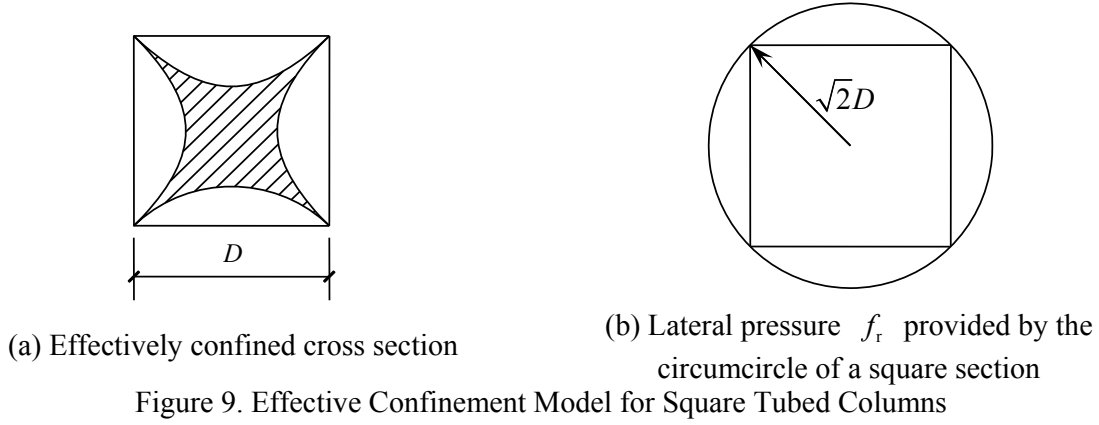 √2D
D
(a) Effectively confined cross section
(b) Lateral pressure fr provided by the
circumcircle of a square section
Figure 9. Effective Confinement Model for Square Tubed Columns